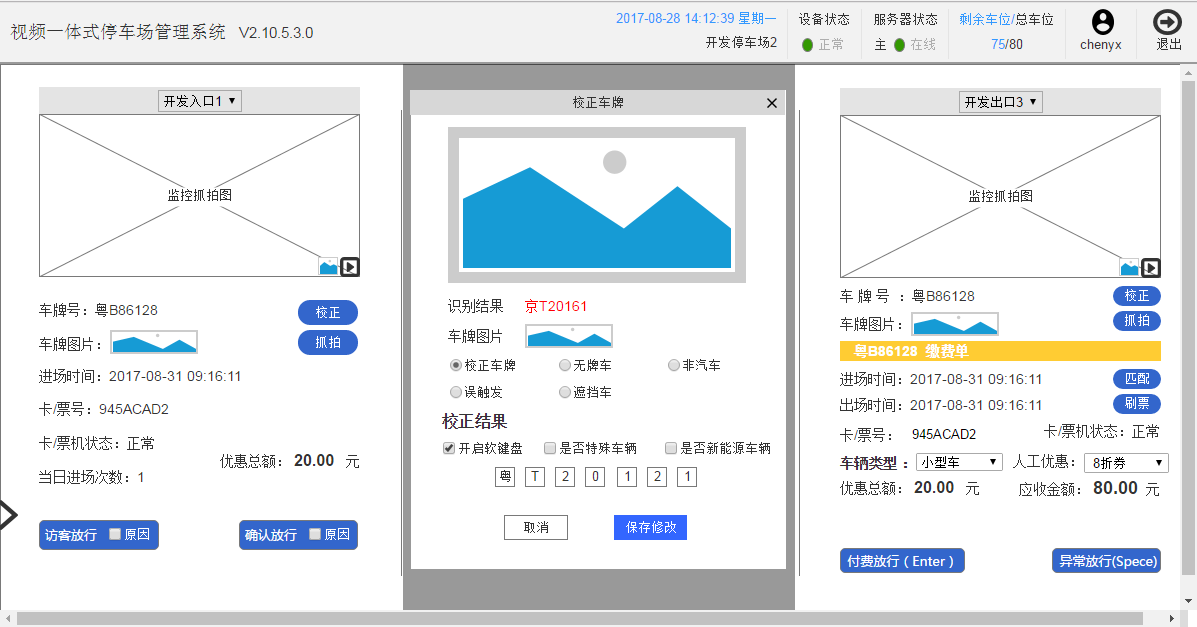 视频一体式停车场管理系统 V2.10.5.3.0
2017-08-28 14:12:39 星期一
开发停车场2
设备状态
正常
服务器状态
主 在线
剩余车位/总车位
75/80
chenyx
退出
开发入口1
监控抓拍图
车牌号：粤B86128
校正
车牌图片：
抓拍
进场时间：2017-08-31 09:16:11
卡/票号：945ACAD2
卡/票机状态：正常
优惠总额： 20.00 元
当日进场次数：1
访客放行 原因
确认放行 原因
校正车牌
识别结果 京T20161
车牌图片
校正车牌 无牌车 非汽车
误触发 遮挡车
校正结果
开启软键盘 是否特殊车辆 是否新能源车辆
粤 T 2 0 1 2 1
取消 保存修改
开发出口3
监控抓拍图
车 牌 号 ：粤B86128
校正
车牌图片：
抓拍
粤B86128 缴费单
进场时间：2017-08-31 09:16:11
匹配
出场时间：2017-08-31 09:16:11
刷票
卡/票号： 945ACAD2 卡/票机状态：正常
车辆类型： 小型车 人工优惠： 8折券
优惠总额： 20.00 元 应收金额： 80.00 元
付费放行（Enter） 异常放行(Spece)